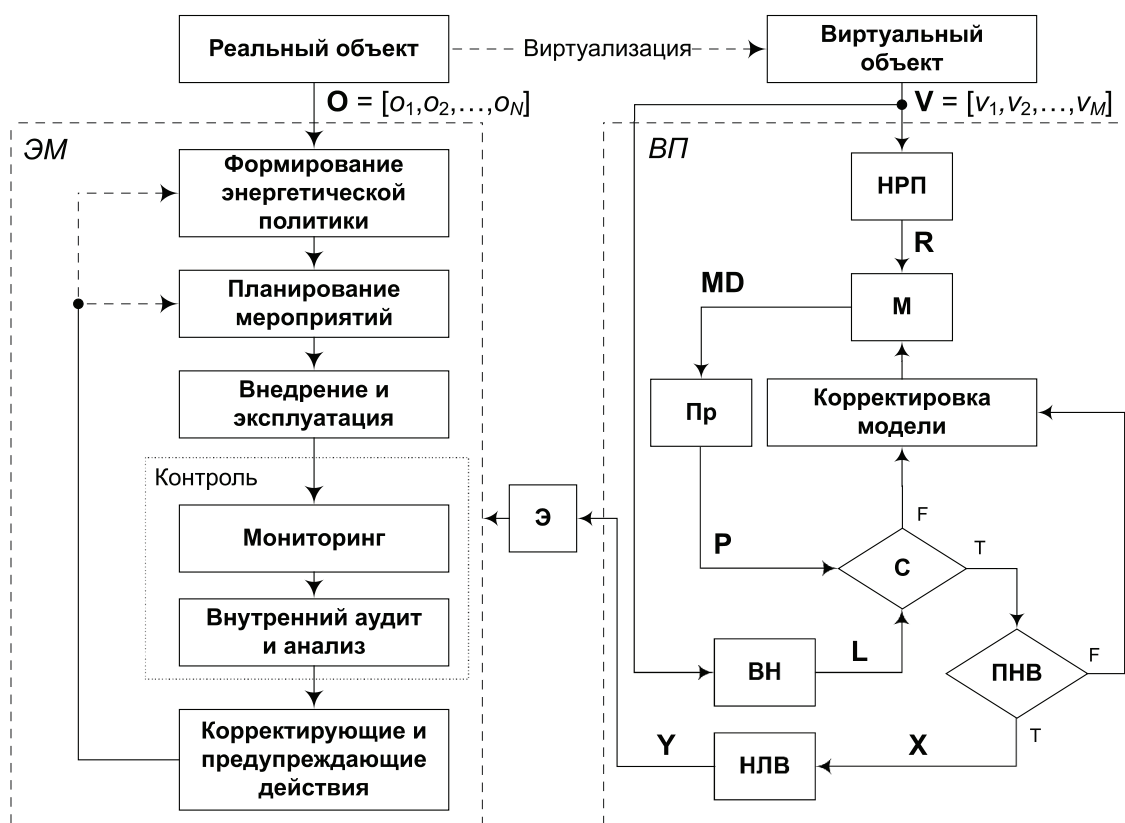 Реальный объект
Виртуализация
Виртуальный
объект
O = [o1,o2,…,oN]
V = [v1,v2,…,vM]
ЭМ
Формирование
энергетической
политики
Планирование
мероприятий
Внедрение и
эксплуатация
Контроль
Мониторинг
Внутренний аудит
и анализ
Корректирующие и
предупреждающие
действия
Э
ВП
НРП
R
MD
М
Пр
Корректировка
модели
F
P
С
T
ВН
L
ПНВ
F
T
Y
НЛВ
X